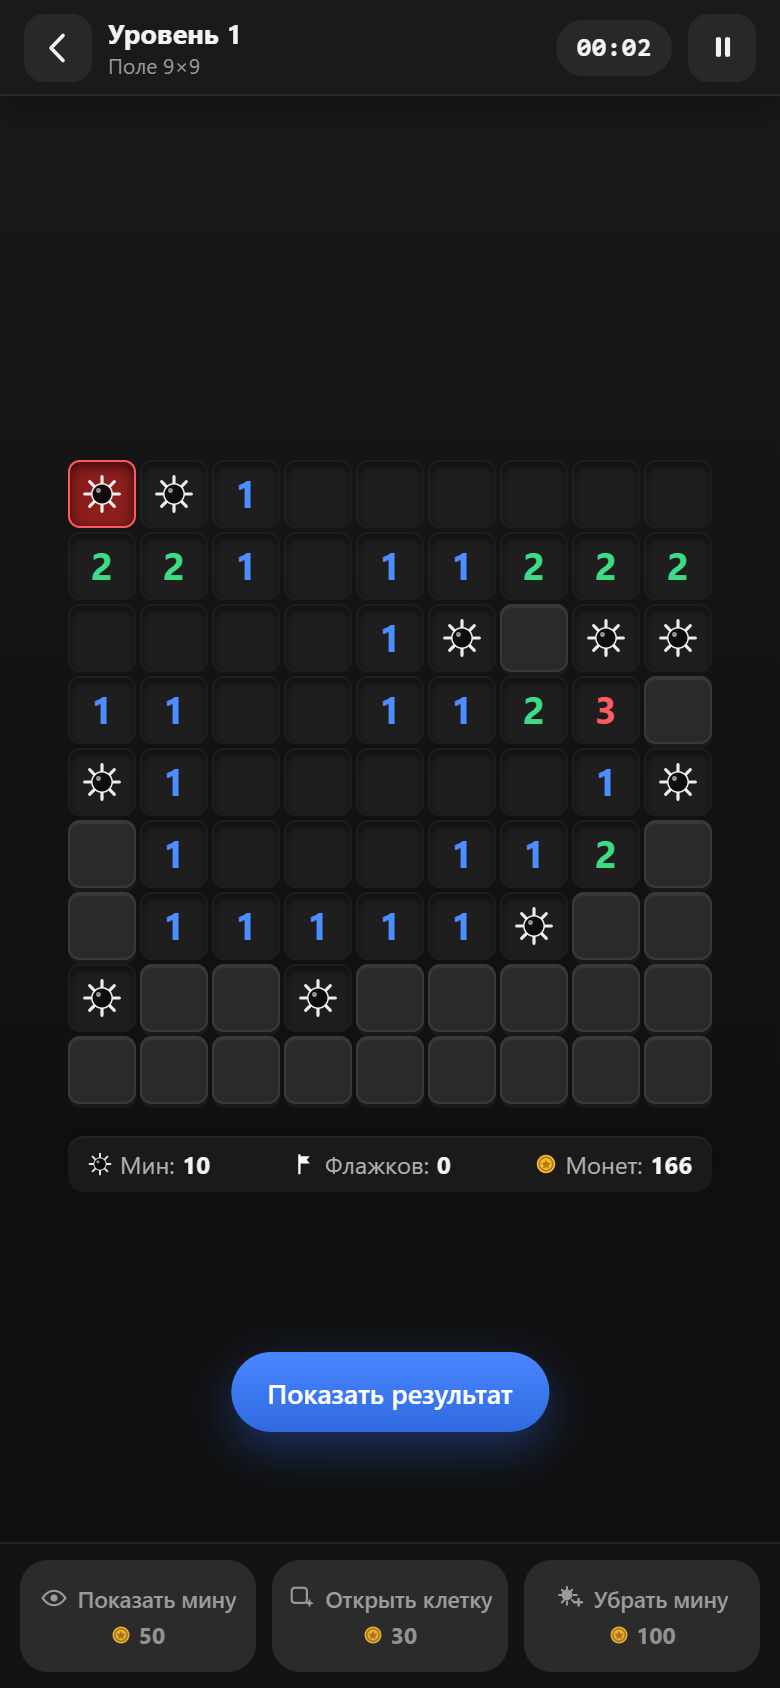 Уровень 1
Поле 9×9
00:02
1
2 2 1 1 1 2 2 2
1
1 1 1 1 2 3
1 1
1 1 1 2
1 1 1 1 1
Мин: 10 Флажков: 0 Монет: 166
Показать результат
Показать мину
50
Открыть клетку
30
Убрать мину
100